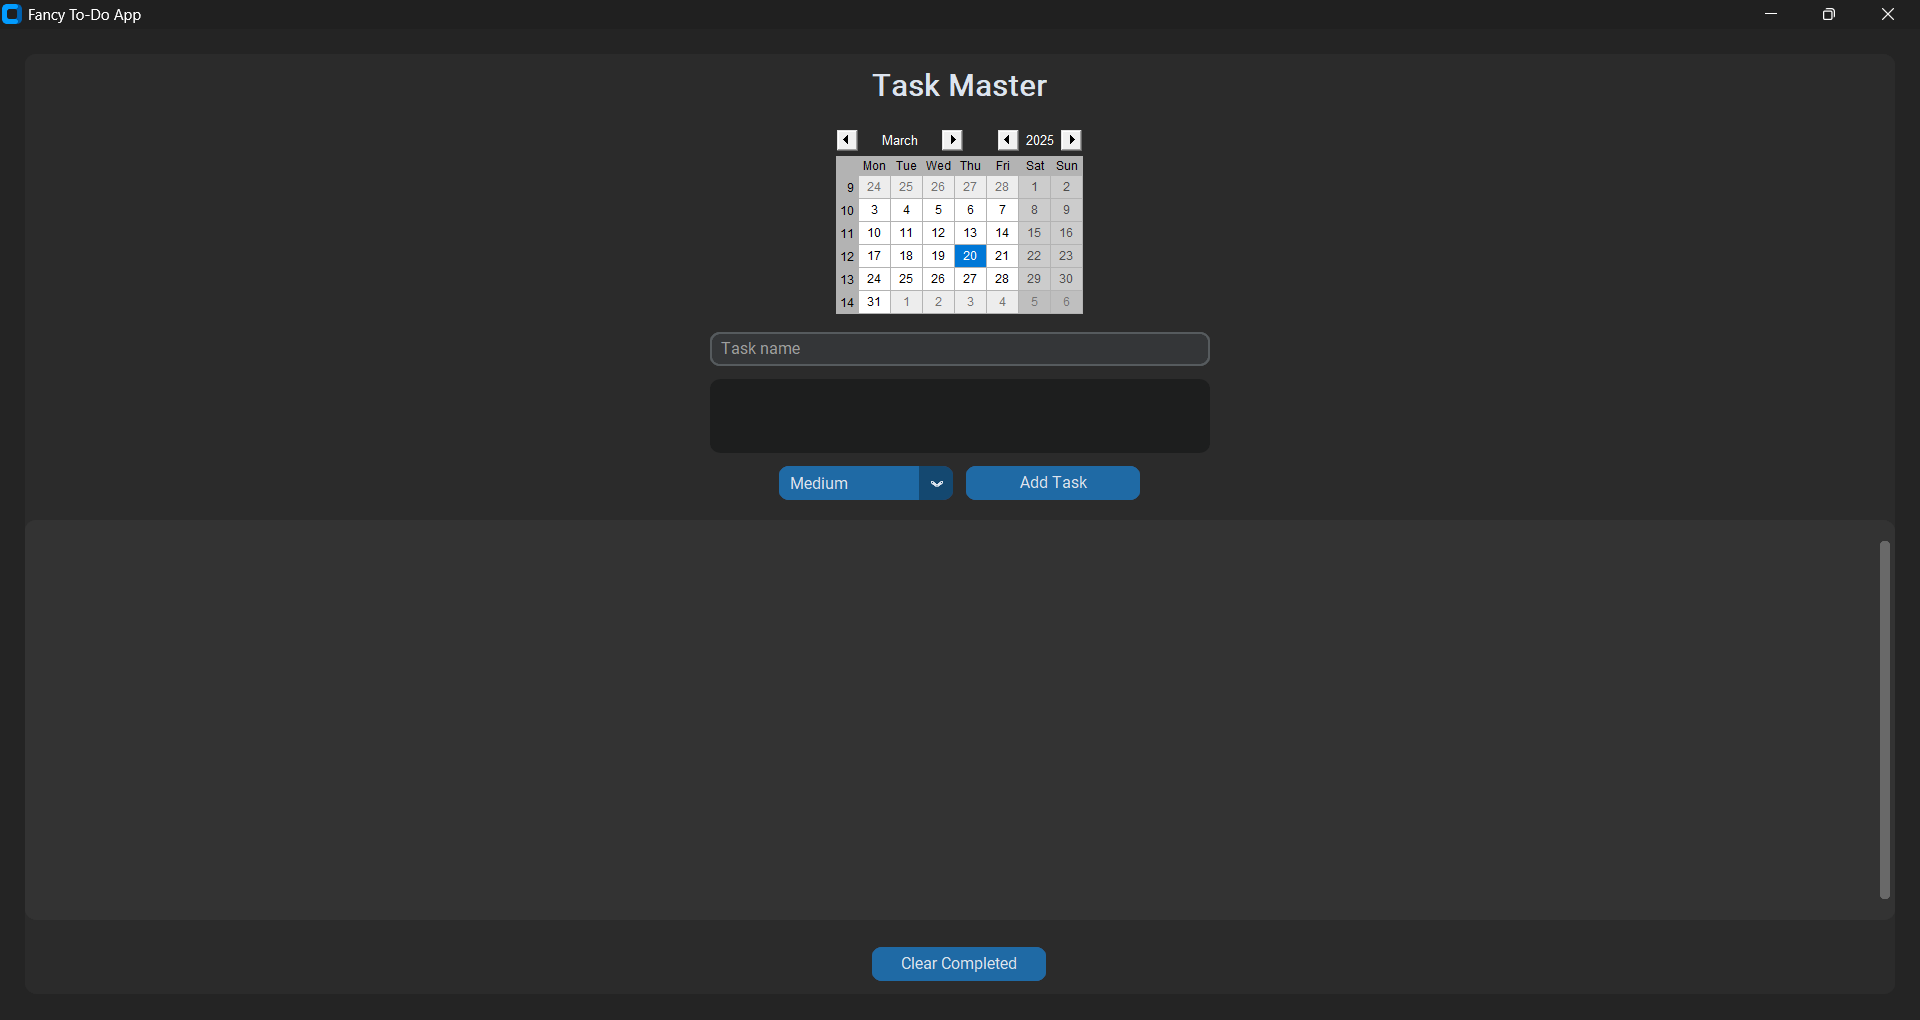 Fancy To-Do App
Task Master
March 2025
Mon Tue Wed Thu Fri Sat Sun
9 24 25 26 27 28 1 2
10 3 4 5 6 7 8 9
11 10 11 12 13 14 15 16
12 17 18 19 20 21 22 23
13 24 25 26 27 28 29 30
14 31 1 2 3 4 5 6
Task name
Medium Add Task
Clear Completed